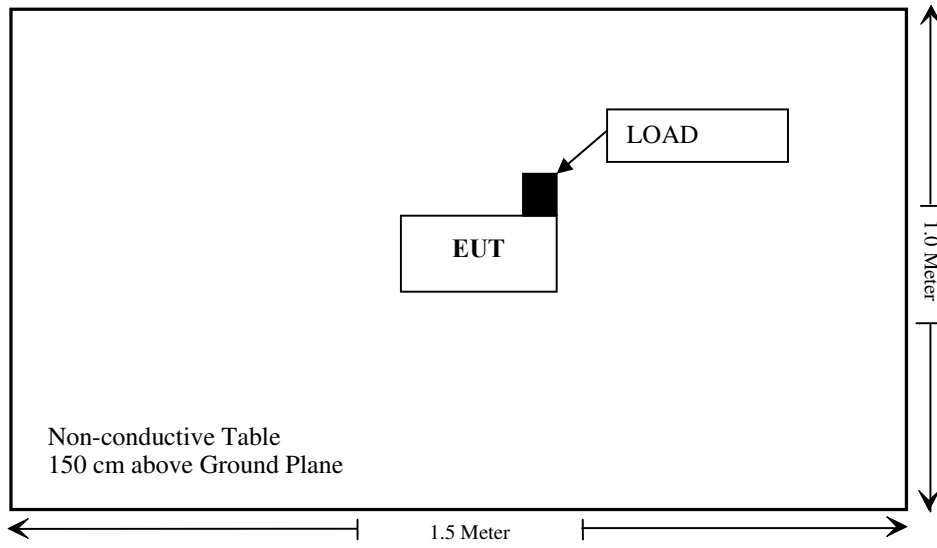 LOAD
EUT
1.0 Meter
Non-conductive Table
150 cm above Ground Plane
1.5 Meter